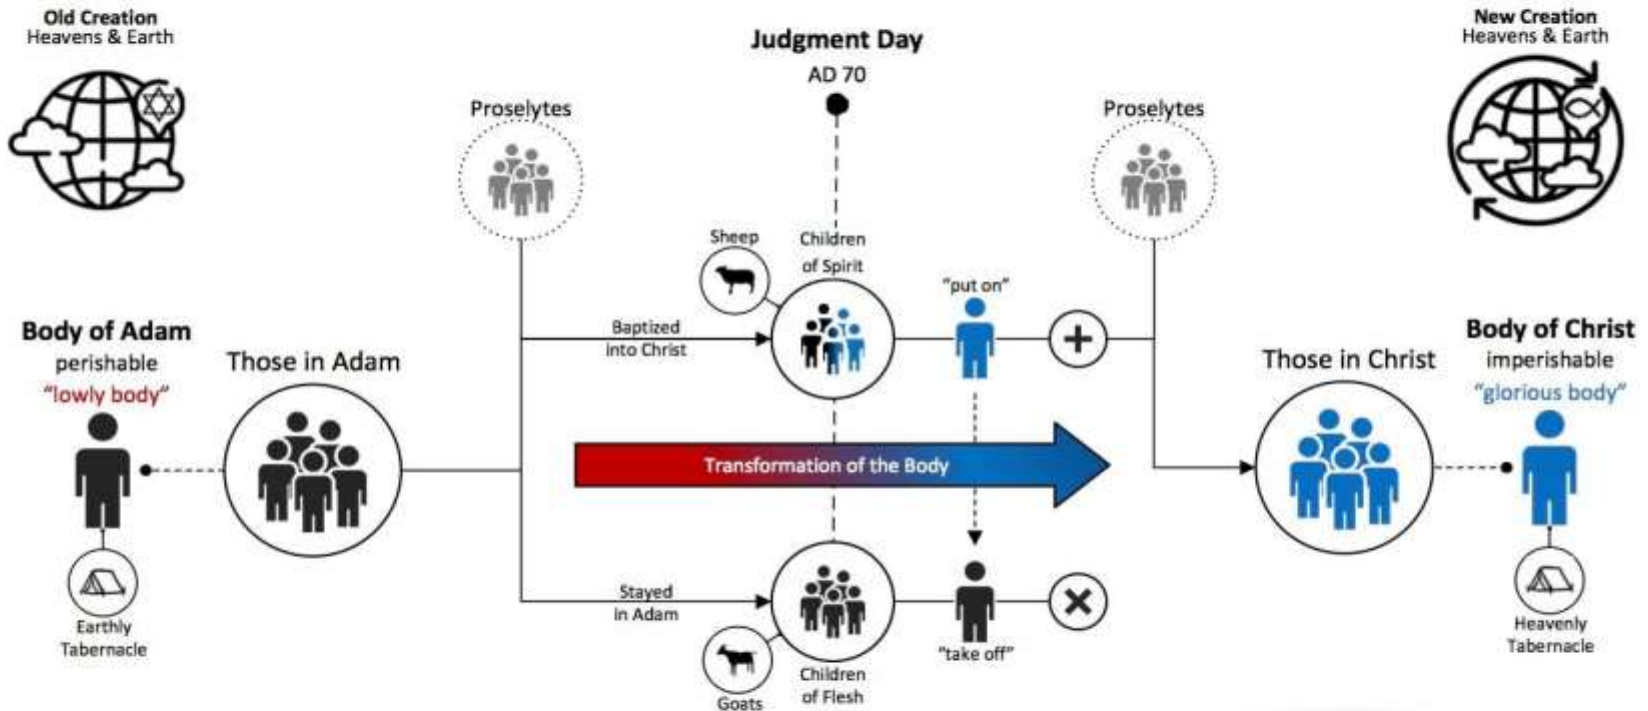 Old Creation
Heavens & Earth
Judgment Day
AD 70
New Creation
Heavens & Earth
Proselytes
Proselytes
Sheep
Children
of Spirit
"put on"
Baptized
into Christ
Body of Adam
perishable
"lowly body"
Those in Adam
Those in Christ
Body of Christ
imperishable
"glorious body"
Transformation of the Body
Stayed
in Adam
Earthly
Tabernacle
Goats
Children
of Flesh
"take off"
Heavenly
Tabernacle